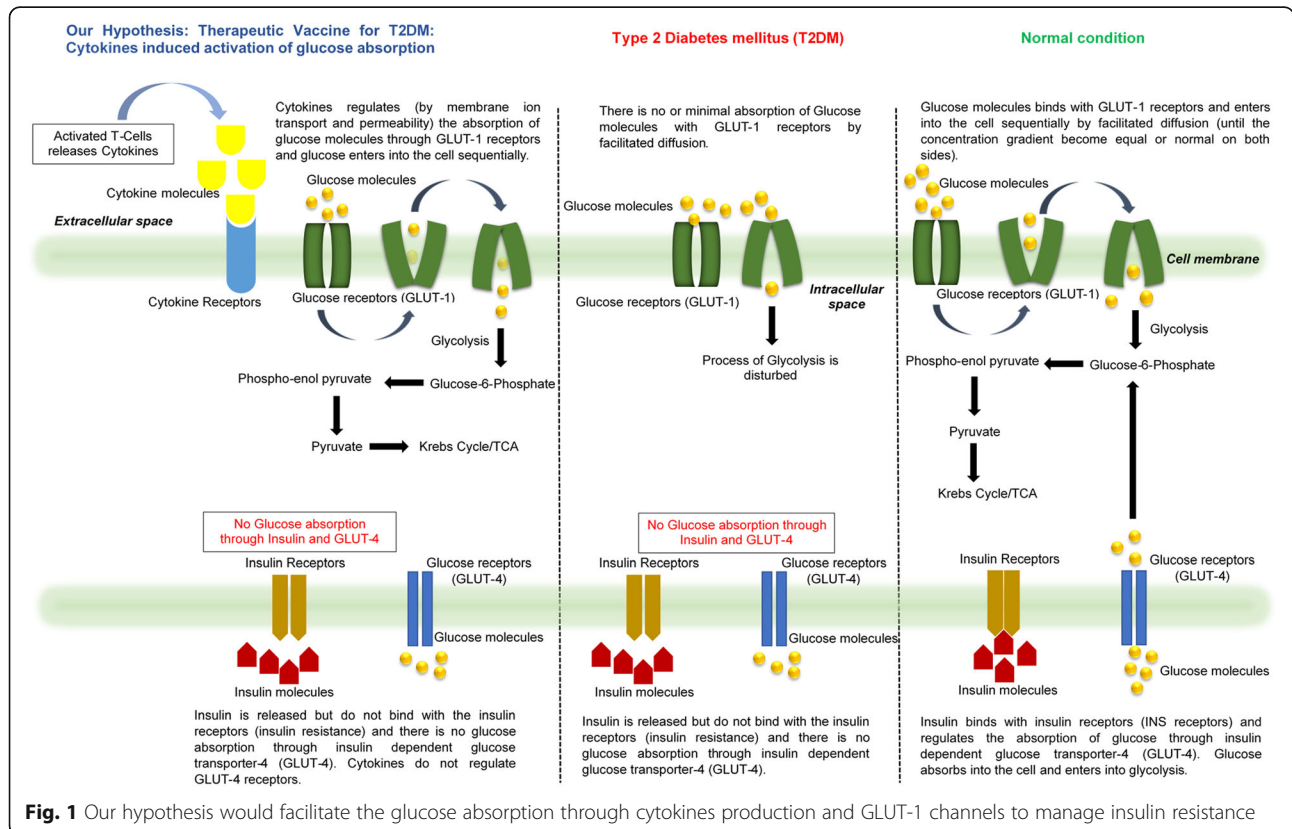 Our Hypothesis: Therapeutic Vaccine for T2DM:
Cytokines induced activation of glucose absorption
Activated T-Cells
releases Cytokines
Cytokines regulates (by membrane ion
transport and permeability) the absorption of
glucose molecules through GLUT-1 receptors
and glucose enters into the cell sequentially.
Cytokine molecules
Glucose molecules
Extracellular space
Cytokine Receptors
Glucose receptors (GLUT-1)
Glycolysis
Phospho-enol pyruvate
Glucose-6-Phosphate
Pyruvate
Krebs Cycle/TCA
No Glucose absorption
through Insulin and GLUT-4
Insulin Receptors
Glucose receptors
(GLUT-4)
Glucose molecules
Insulin molecules
Insulin is released but do not bind with the insulin
receptors (insulin resistance) and there is no glucose
absorption through insulin dependent glucose
transporter-4 (GLUT-4). Cytokines do not regulate
GLUT-4 receptors.
Type 2 Diabetes mellitus (T2DM)
There is no or minimal absorption of Glucose
molecules with GLUT-1 receptors by
facilitated diffusion.
Glucose molecules
Glucose receptors (GLUT-1)
Intracellular
space
Process of Glycolysis is
disturbed
No Glucose absorption through
Insulin and GLUT-4
Insulin Receptors
Glucose receptors
(GLUT-4)
Glucose molecules
Insulin molecules
Insulin is released but do not bind with the insulin
receptors (insulin resistance) and there is no
glucose absorption through insulin dependent
glucose transporter-4 (GLUT-4).
Normal condition
Glucose molecules binds with GLUT-1 receptors and enters
into the cell sequentially by facilitated diffusion (until the
concentration gradient become equal or normal on both
sides).
Glucose molecules
Cell membrane
Glucose receptors (GLUT-1)
Glycolysis
Phospho-enol pyruvate
Glucose-6-Phosphate
Pyruvate
Krebs Cycle/TCA
Insulin Receptors
Glucose receptors
(GLUT-4)
Glucose molecules
Insulin molecules
Insulin binds with insulin receptors (INS receptors) and
regulates the absorption of glucose through insulin
dependent glucose transporter-4 (GLUT-4). Glucose
absorbs into the cell and enters into glycolysis.
Fig. 1 Our hypothesis would facilitate the glucose absorption through cytokines production and GLUT-1 channels to manage insulin resistance